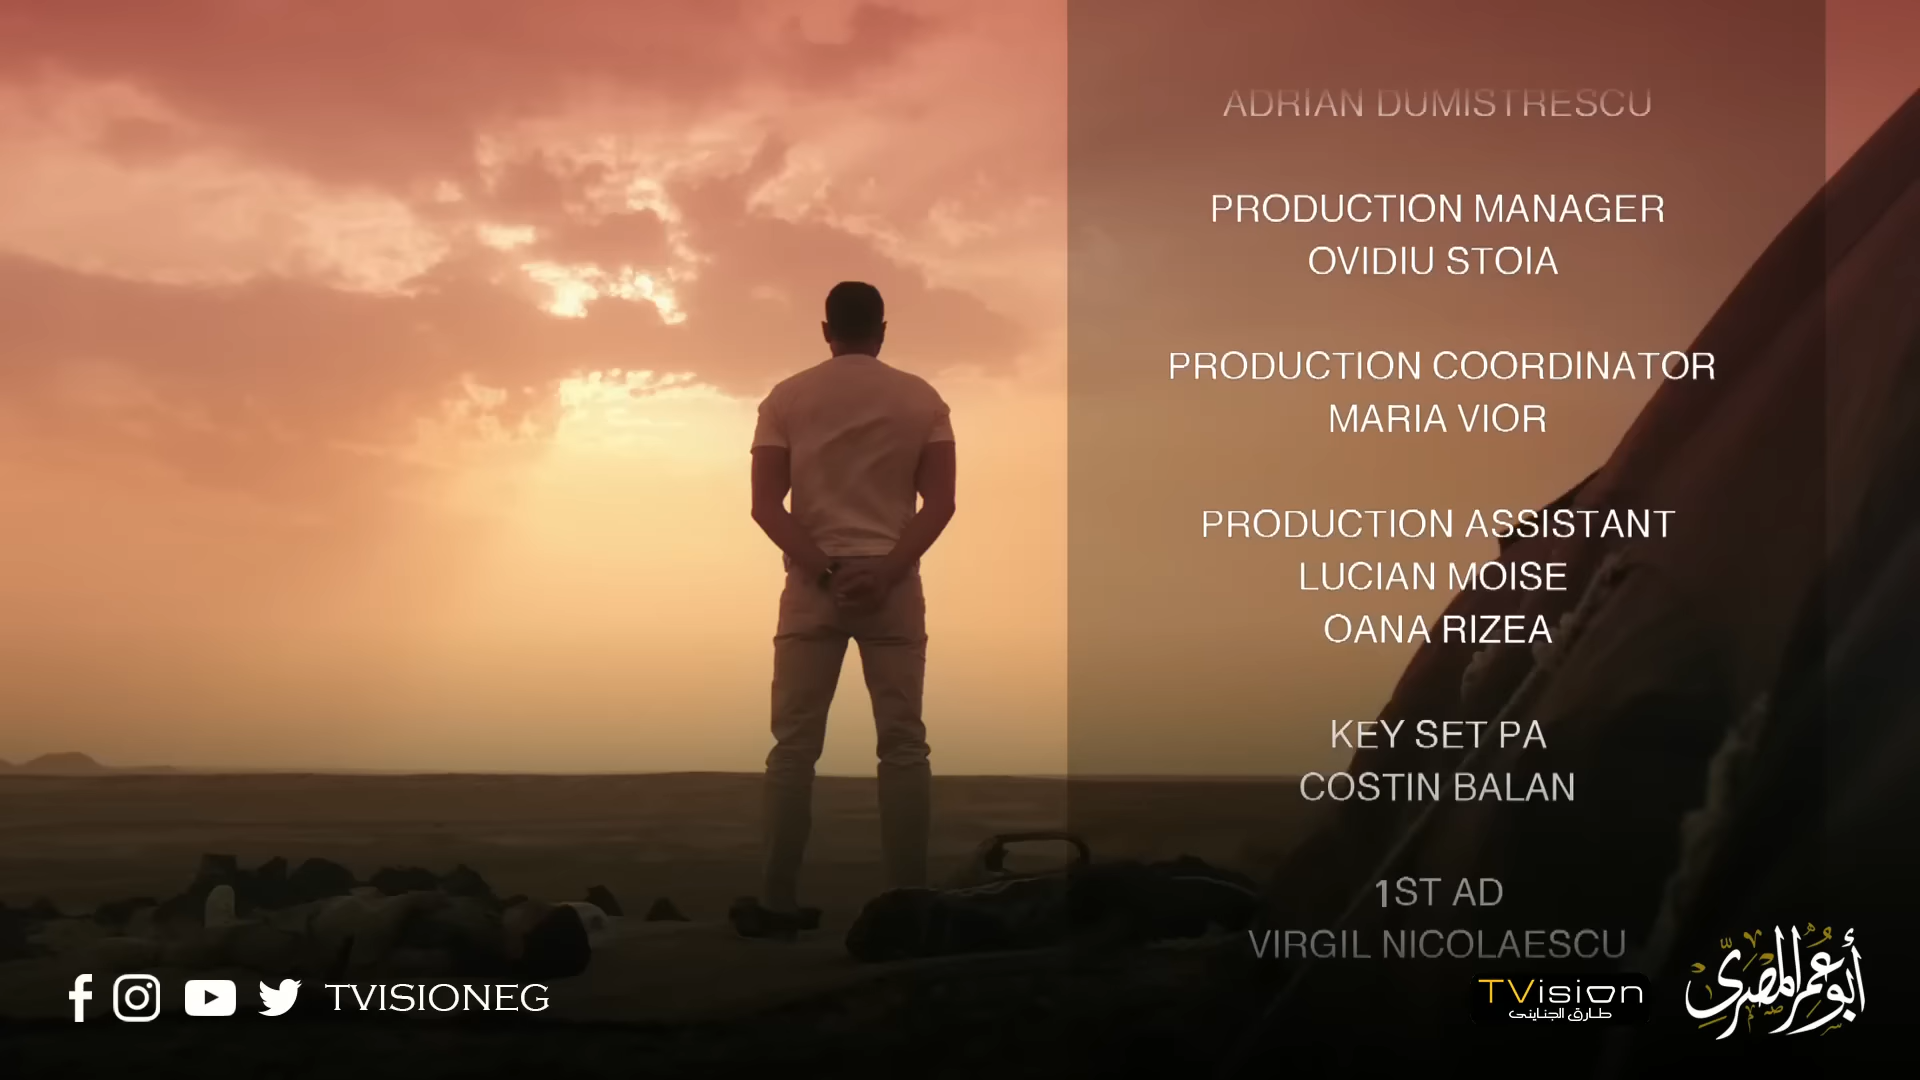 ADRIAN DUMISTRESCU
PRODUCTION MANAGER
OVIDIU STOIA
PRODUCTION COORDINATOR
MARIA VIOR
PRODUCTION ASSISTANT
LUCIAN MOISE
OANA RIZEA
KEY SET PA
COSTIN BALAN
1ST AD
VIRGIL NICOLAESCU
TVISIONEG
TVision
طارق الجنايني
أبو عمر المصري